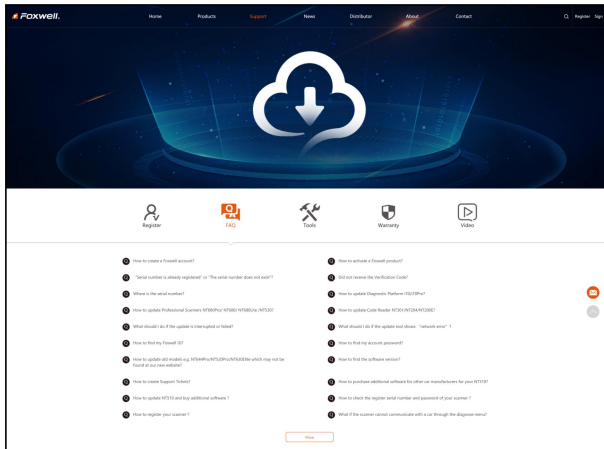 Foxwell.
Home Products Support News Distributor About Contact Register Sign
Register FAQ Tools Warranty Video
Q How to create a Foxwell account?
Q How to activate a Foxwell product?
Q "Serial number is already registered" or "The serial number does not exist"?
Q Did not receive the Verification Code?
Q Where is the serial number?
Q How to update Diagnostic Platform i70/i70Pro?
Q How to update Professional Scanners NT680Pro/ NT680/ NT680Lite /NT530?
Q How to update Code Reader NT301/NT204/NT200E?
Q What should I do if the update is interrupted or failed?
Q What should I do if the update tool shows "network error" ?
Q How to find my Foxwell ID?
Q How to find my account password?
Q How to update old models e.g. NT644Pro/NT520Pro/NT630Elite which may not be
found at our new website?
Q How to find the software version?
Q How to create Support Tickets?
Q How to purchase additional software for other car manufacturers for your NT510?
Q How to update NT510 and buy additional software ?
Q How to check the register serial number and password of your scanner ?
Q How to register your scanner ?
Q What if the scanner cannot communicate with a car through the diagnose menu?